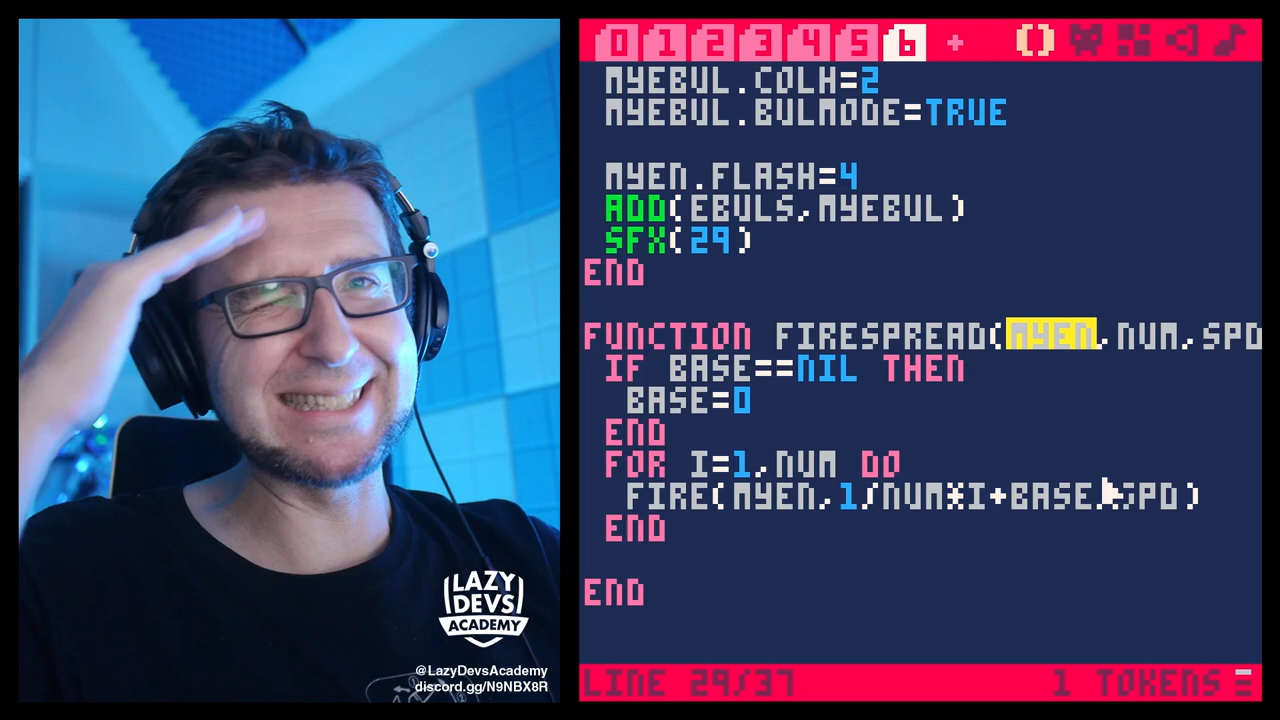 LAZY
DEVS
ACADEMY
@LazyDevsAcademy
discord.gg/N9NBX8R
0 1 2 3 4 5 6 + ()
MYEBUL.COLH=2
MYEBUL.BULMODE=TRUE
MYEN.FLASH=4
ADD(EBULS,MYEBUL)
SFX(29)
END
FUNCTION FIRESPREAD(MYEN,NUM,SPD
IF BASE==NIL THEN
BASE=0
END
FOR I=1,NUM DO
FIRE(MYEN,1/NUM*I+BASE,SPD)
END
END
LINE 29/37 1 TOKENS